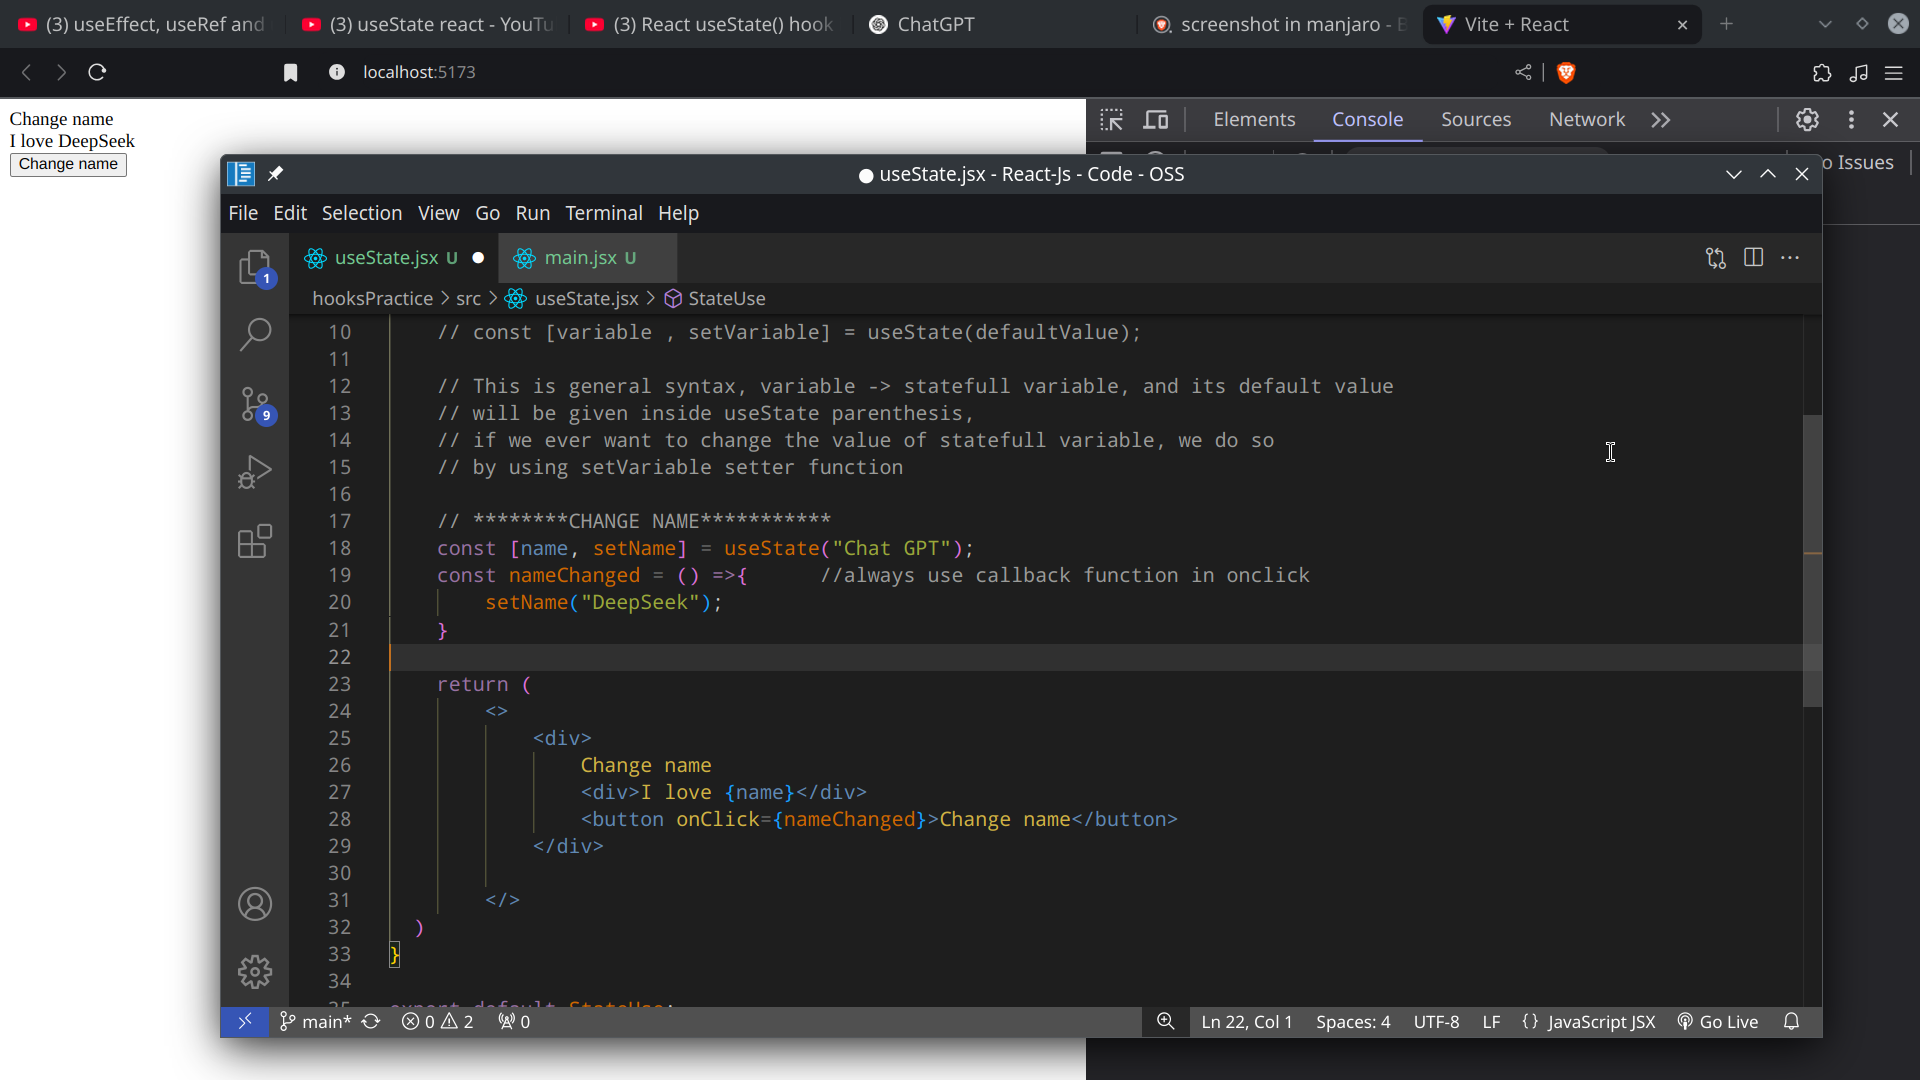 (3) useEffect, useRef and
(3) useState react - YouTu
(3) React useState() hook
ChatGPT
screenshot in manjaro - B
Vite + React
localhost:5173
Change name
I love DeepSeek
Change name
Elements
Console
Sources
Network
o Issues
useState.jsx - React-Js - Code - OSS
File Edit Selection View Go Run Terminal Help
useState.jsx U
main.jsx U
hooksPractice > src > useState.jsx > StateUse
1
9
10 // const [variable , setVariable] = useState(defaultValue);
11
12 // This is general syntax, variable -> statefull variable, and its default value
13 // will be given inside useState parenthesis,
14 // if we ever want to change the value of statefull variable, we do so
15 // by using setVariable setter function
16
17 // ********CHANGE NAME***********
18 const [name, setName] = useState("Chat GPT");
19 const nameChanged = () =>{ //always use callback function in onclick
20 setName("DeepSeek");
21 }
22
23 return (
24 <>
25 <div>
26 Change name
27 <div>I love {name}</div>
28 <button onClick={nameChanged}>Change name</button>
29 </div>
30
31 </>
32 )
33 }
34
35 export default StateUse;
main* 0 2 0 Ln 22, Col 1 Spaces: 4 UTF-8 LF {} JavaScript JSX Go Live